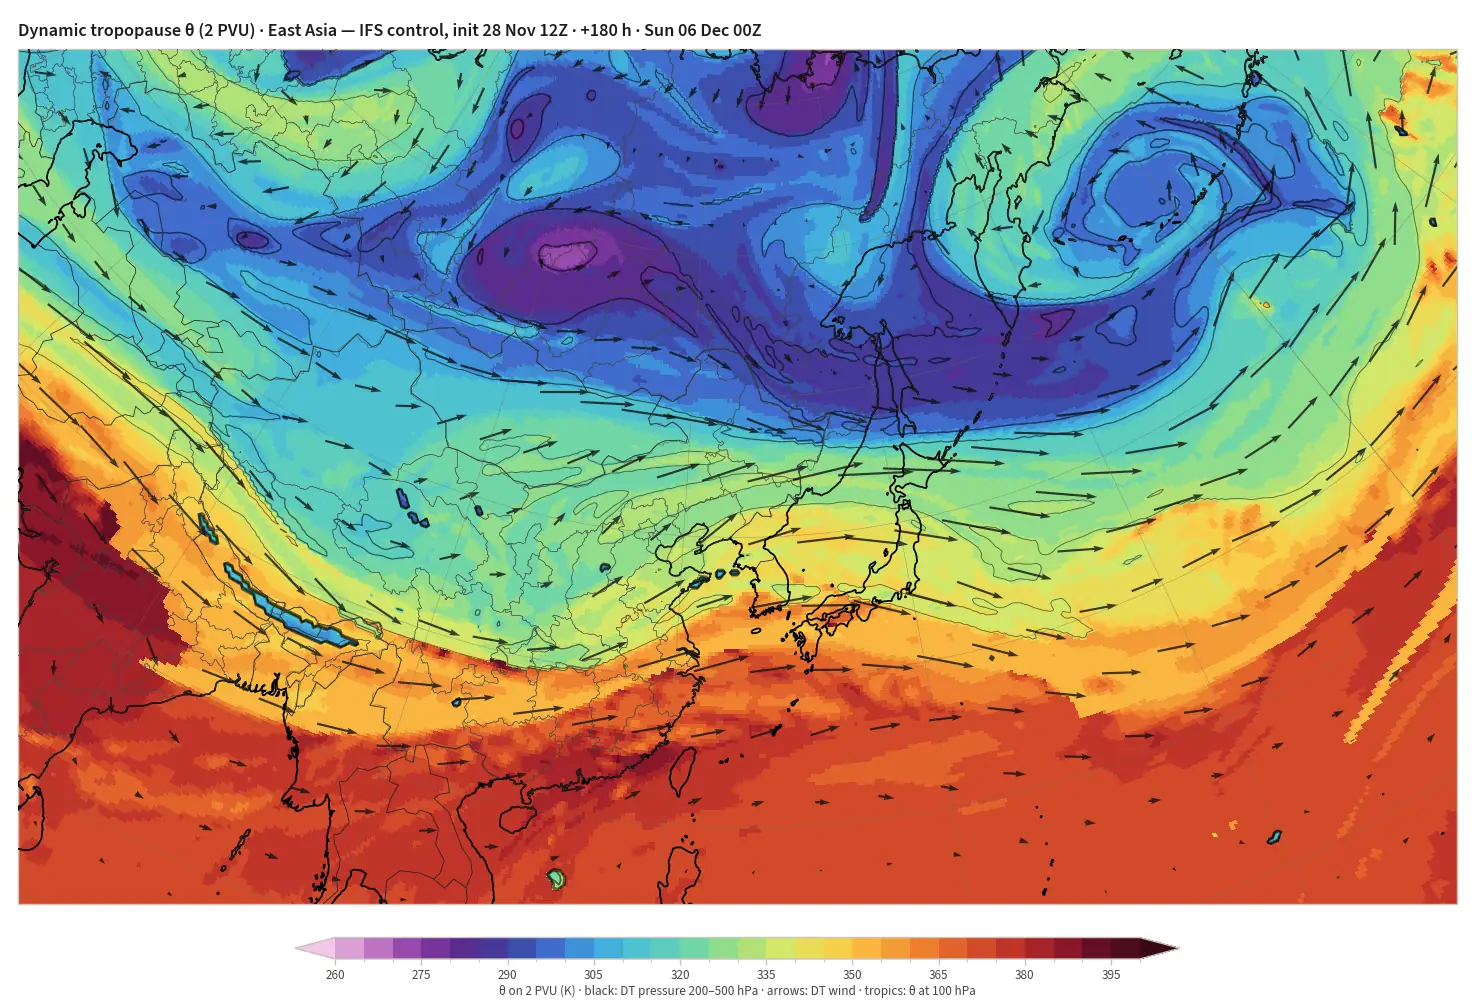 Dynamic tropopause θ (2 PVU) · East Asia — IFS control, init 28 Nov 12Z · +180 h · Sun 06 Dec 00Z
260 275 290 305 320 335 350 365 380 395
θ on 2 PVU (K) · black: DT pressure 200–500 hPa · arrows: DT wind · tropics: θ at 100 hPa